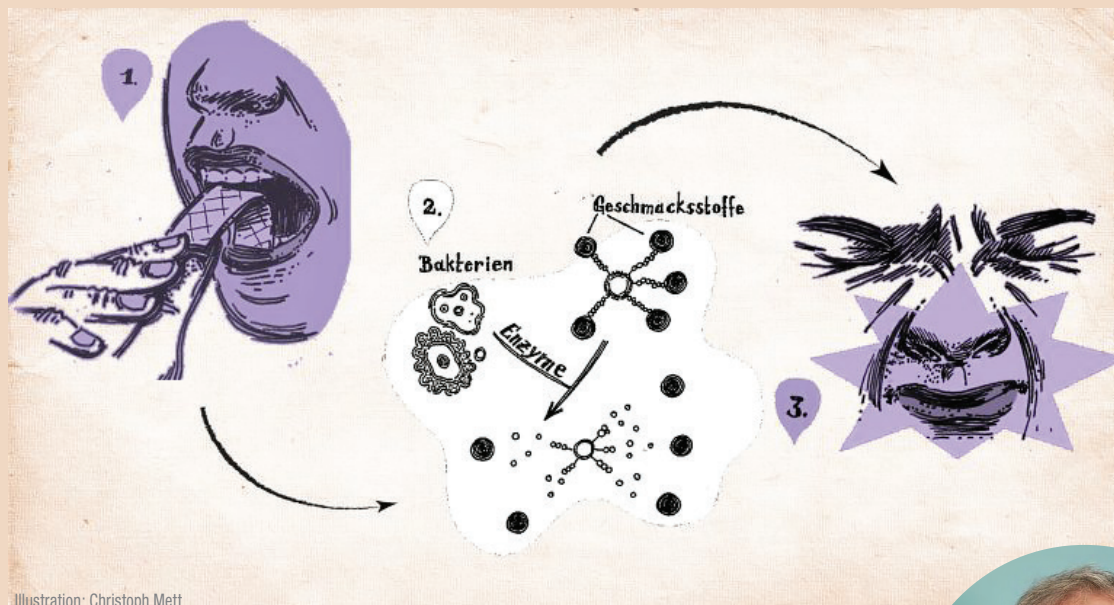 1.
2.
Geschmacksstoffe
Bakterien
Enzyme
3.
Illustration: Christoph Mett